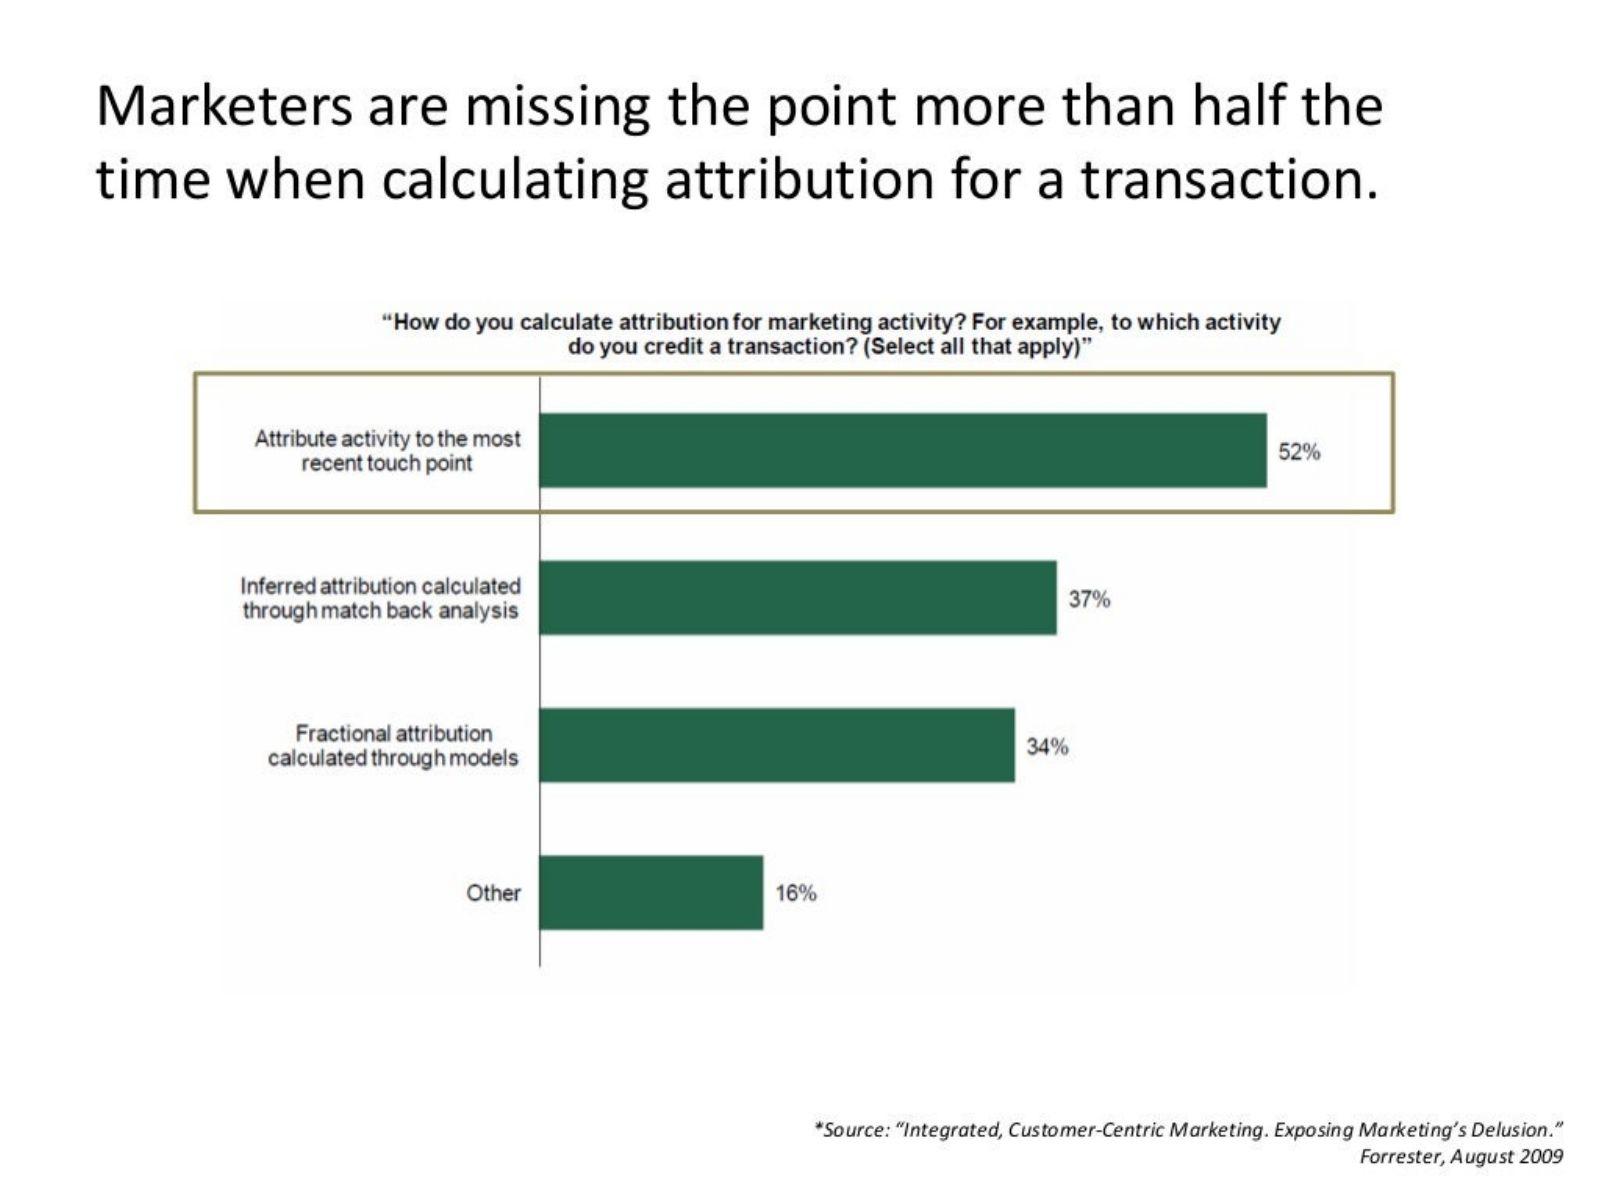 Marketers are missing the point more than half the
time when calculating attribution for a transaction.
“How do you calculate attribution for marketing activity? For example, to which activity
do you credit a transaction? (Select all that apply)”
Attribute activity to the most
recent touch point
52%
Inferred attribution calculated
through match back analysis
37%
Fractional attribution
calculated through models
34%
Other
16%
*Source: “Integrated, Customer-Centric Marketing. Exposing Marketing’s Delusion.”
Forrester, August 2009